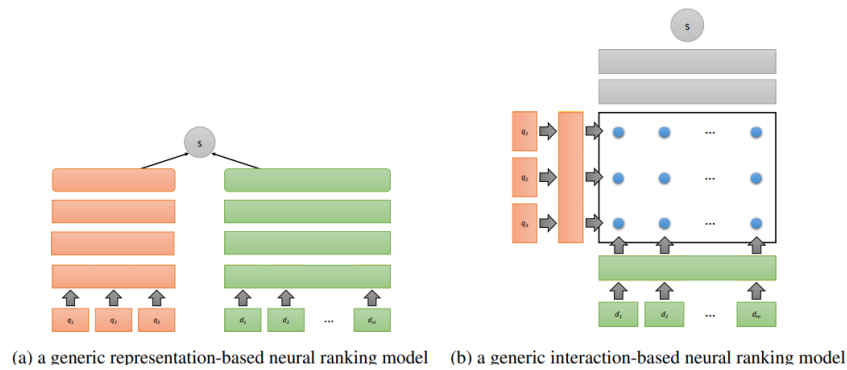 S
q₁ q₂ q₃
d₁ d₂ ... dₘ
(a) a generic representation-based neural ranking model
S
q₁
...
q₂
...
q₃
...
d₁ d₂ ... dₘ
(b) a generic interaction-based neural ranking model